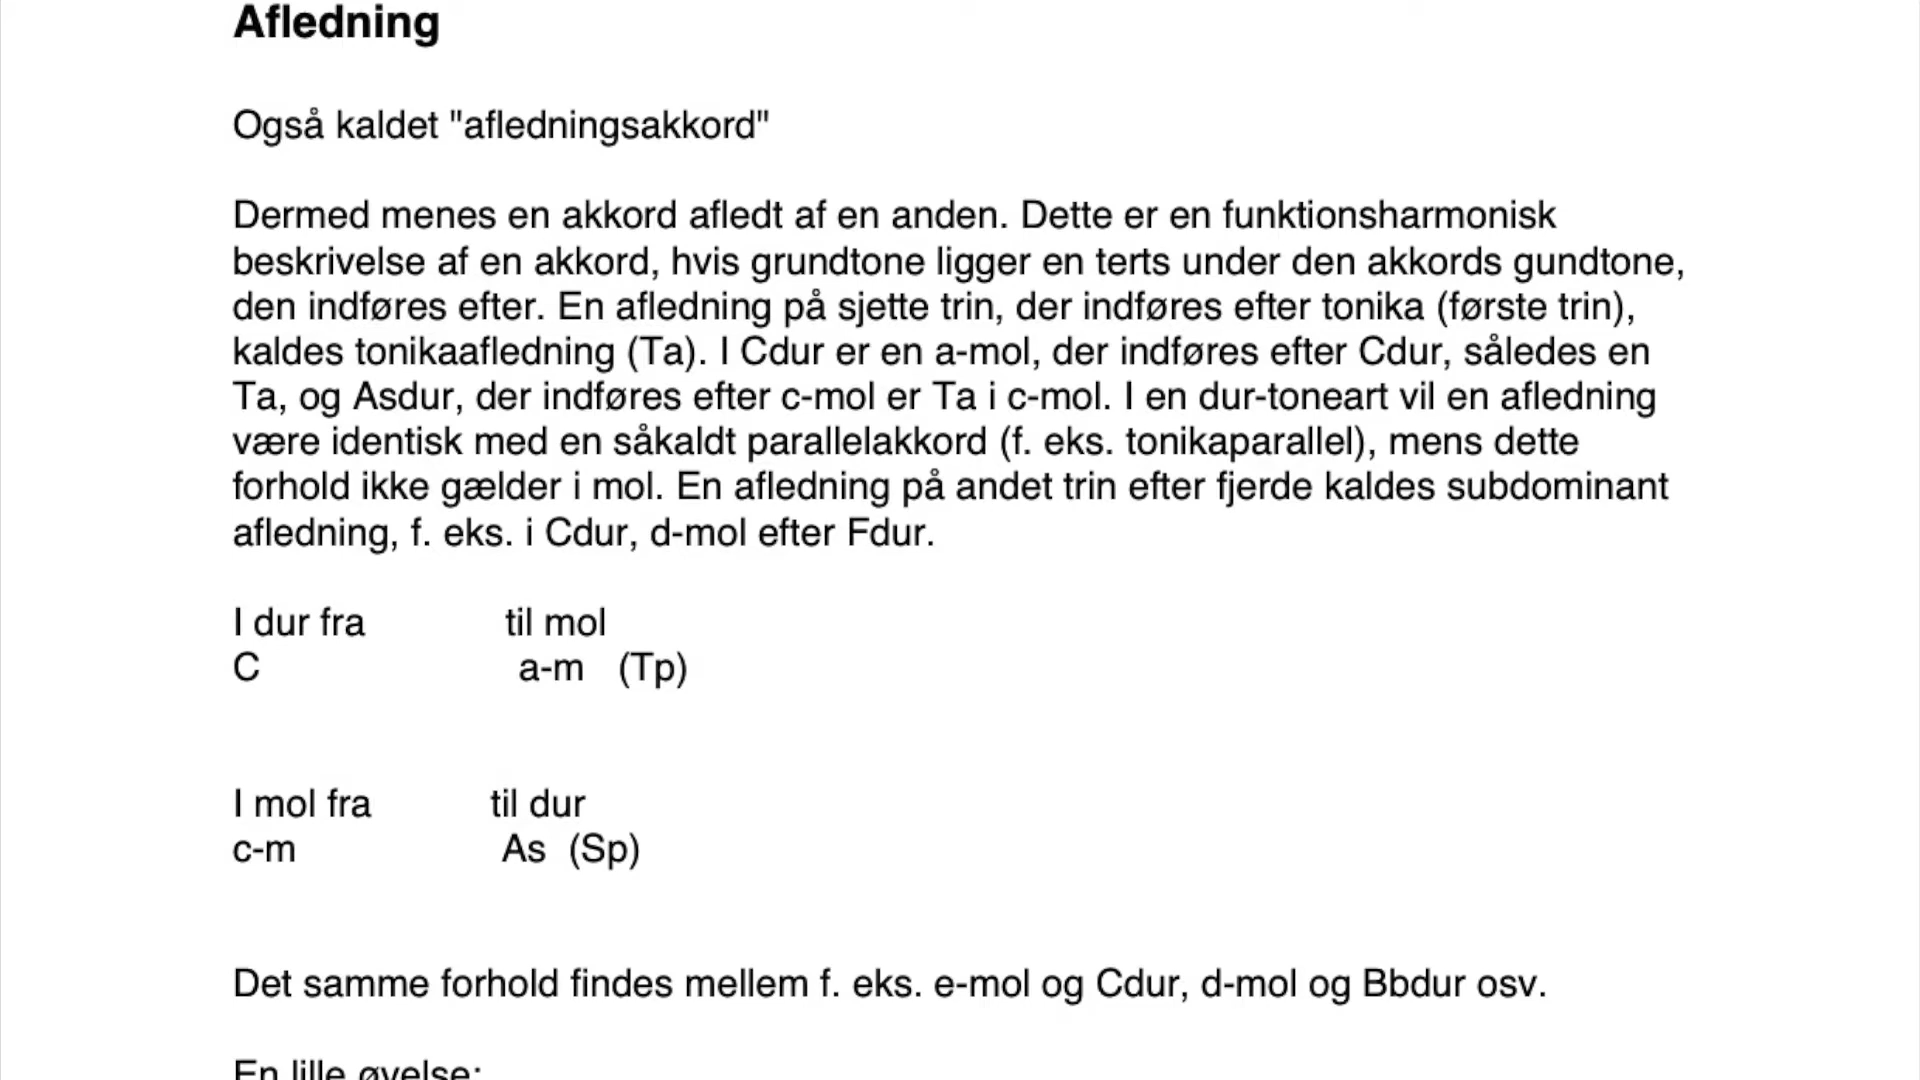 Afledning
Også kaldet "afledningsakkord"
Dermed menes en akkord afledt af en anden. Dette er en funktionsharmonisk
beskrivelse af en akkord, hvis grundtone ligger en terts under den akkords gundtone,
den indføres efter. En afledning på sjette trin, der indføres efter tonika (første trin),
kaldes tonikaafledning (Ta). I Cdur er en a-mol, der indføres efter Cdur, således en
Ta, og Asdur, der indføres efter c-mol er Ta i c-mol. I en dur-toneart vil en afledning
være identisk med en såkaldt parallelakkord (f. eks. tonikaparallel), mens dette
forhold ikke gælder i mol. En afledning på andet trin efter fjerde kaldes subdominant
afledning, f. eks. i Cdur, d-mol efter Fdur.
I dur fra til mol
C a-m (Tp)
I mol fra til dur
c-m As (Sp)
Det samme forhold findes mellem f. eks. e-mol og Cdur, d-mol og Bbdur osv.
En lille øvelse: